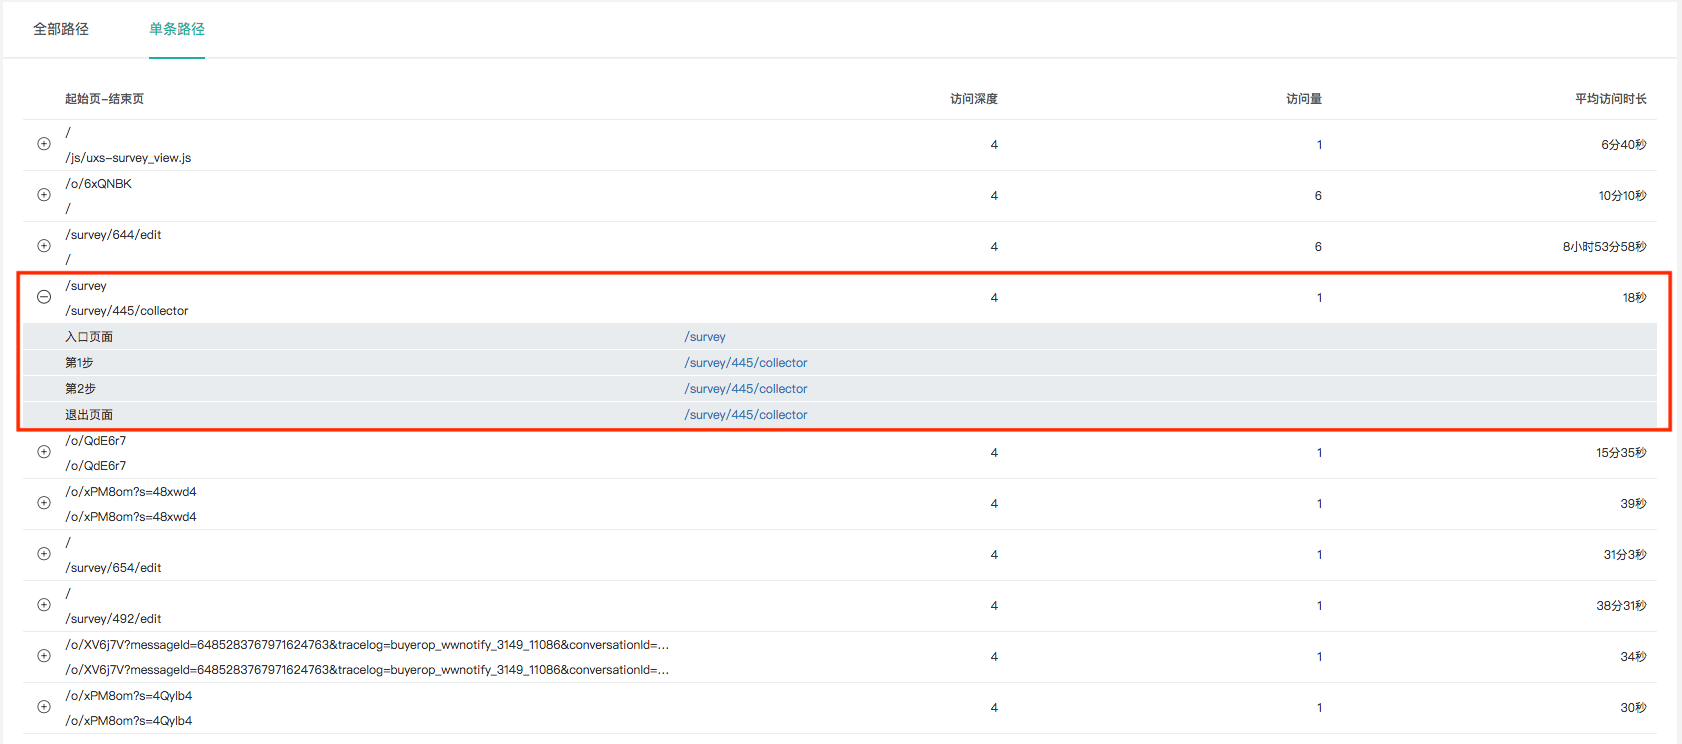 全部路径 单条路径
起始页-结束页 访问深度 访问量 平均访问时长
/
/js/uxs-survey_view.js 4 1 6分40秒
/o/6xQNBK
/ 4 6 10分10秒
/survey/644/edit
/ 4 6 8小时53分58秒
/survey
/survey/445/collector 4 1 18秒
入口页面 /survey
第1步 /survey/445/collector
第2步 /survey/445/collector
退出页面 /survey/445/collector
/o/QdE6r7
/o/QdE6r7 4 1 15分35秒
/o/xPM8om?s=48xwd4
/o/xPM8om?s=48xwd4 4 1 39秒
/
/survey/654/edit 4 1 31分3秒
/
/survey/492/edit 4 1 38分31秒
/o/XV6j7V?messageId=6485283767971624763&tracelog=buyerop_wwnotify_3149_11086&conversationId=...
/o/XV6j7V?messageId=6485283767971624763&tracelog=buyerop_wwnotify_3149_11086&conversationId=... 4 1 34秒
/o/xPM8om?s=4Qylb4
/o/xPM8om?s=4Qylb4 4 1 30秒